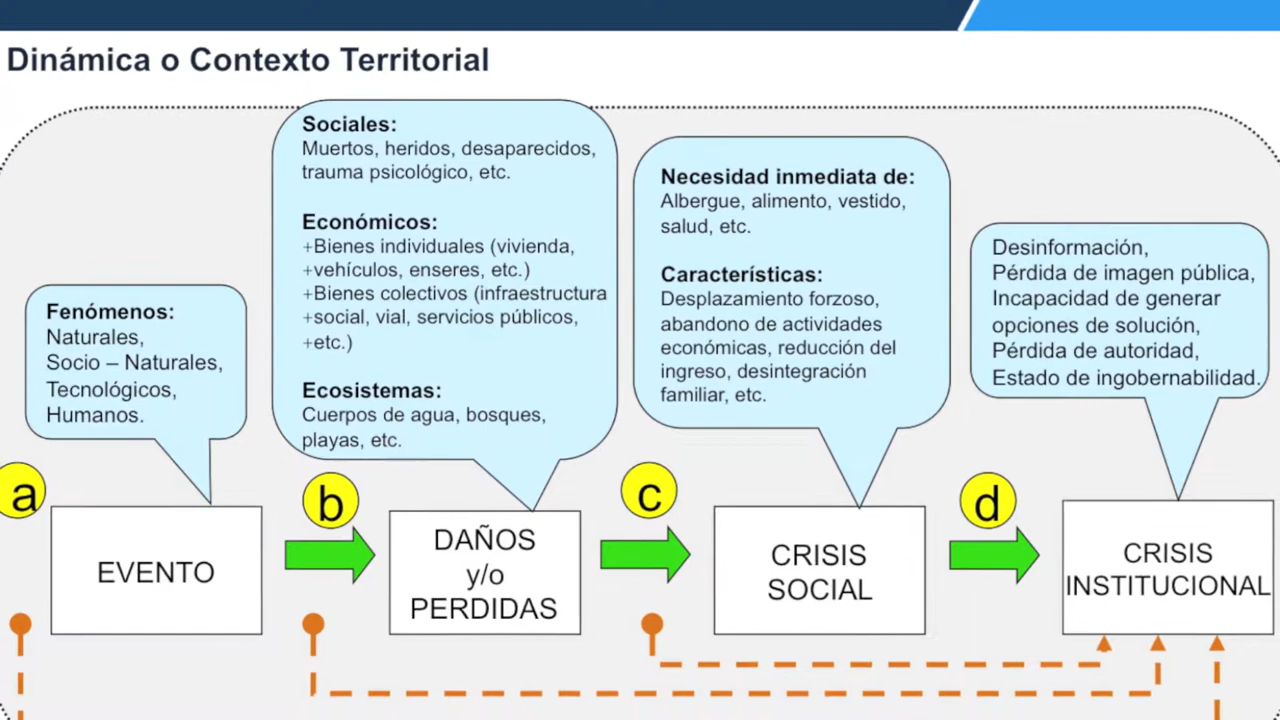 Dinámica o Contexto Territorial
Fenómenos:
Naturales,
Socio – Naturales,
Tecnológicos,
Humanos.
Sociales:
Muertos, heridos, desaparecidos,
trauma psicológico, etc.
Económicos:
+Bienes individuales (vivienda,
+vehículos, enseres, etc.)
+Bienes colectivos (infraestructura
+social, vial, servicios públicos,
+etc.)
Ecosistemas:
Cuerpos de agua, bosques,
playas, etc.
Necesidad inmediata de:
Albergue, alimento, vestido,
salud, etc.
Características:
Desplazamiento forzoso,
abandono de actividades
económicas, reducción del
ingreso, desintegración
familiar, etc.
Desinformación,
Pérdida de imagen pública,
Incapacidad de generar
opciones de solución,
Pérdida de autoridad,
Estado de ingobernabilidad.
a
EVENTO
b
DAÑOS
y/o
PERDIDAS
c
CRISIS
SOCIAL
d
CRISIS
INSTITUCIONAL